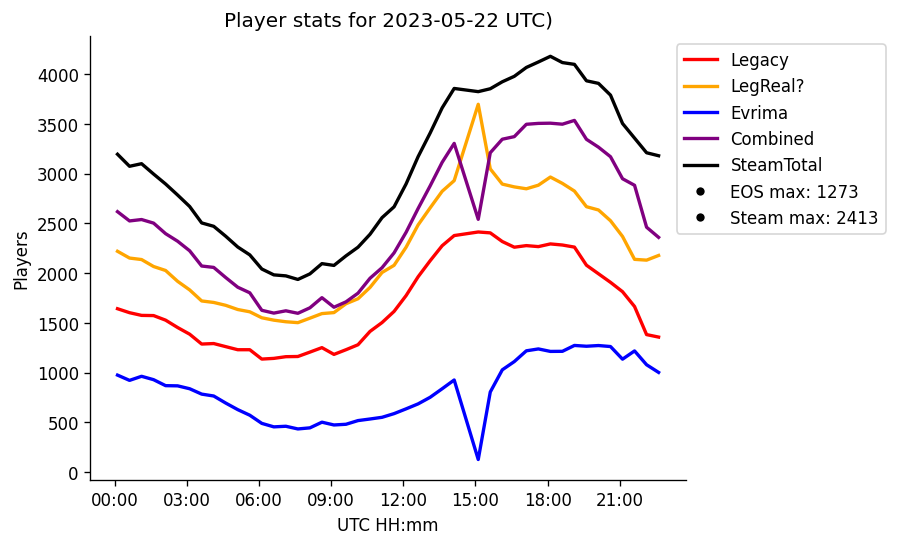 Player stats for 2023-05-22 UTC)
Legacy
LegReal?
Evrima
Combined
SteamTotal
EOS max: 1273
Steam max: 2413
Players
4000
3500
3000
2500
2000
1500
1000
500
0
00:00 03:00 06:00 09:00 12:00 15:00 18:00 21:00
UTC HH:mm